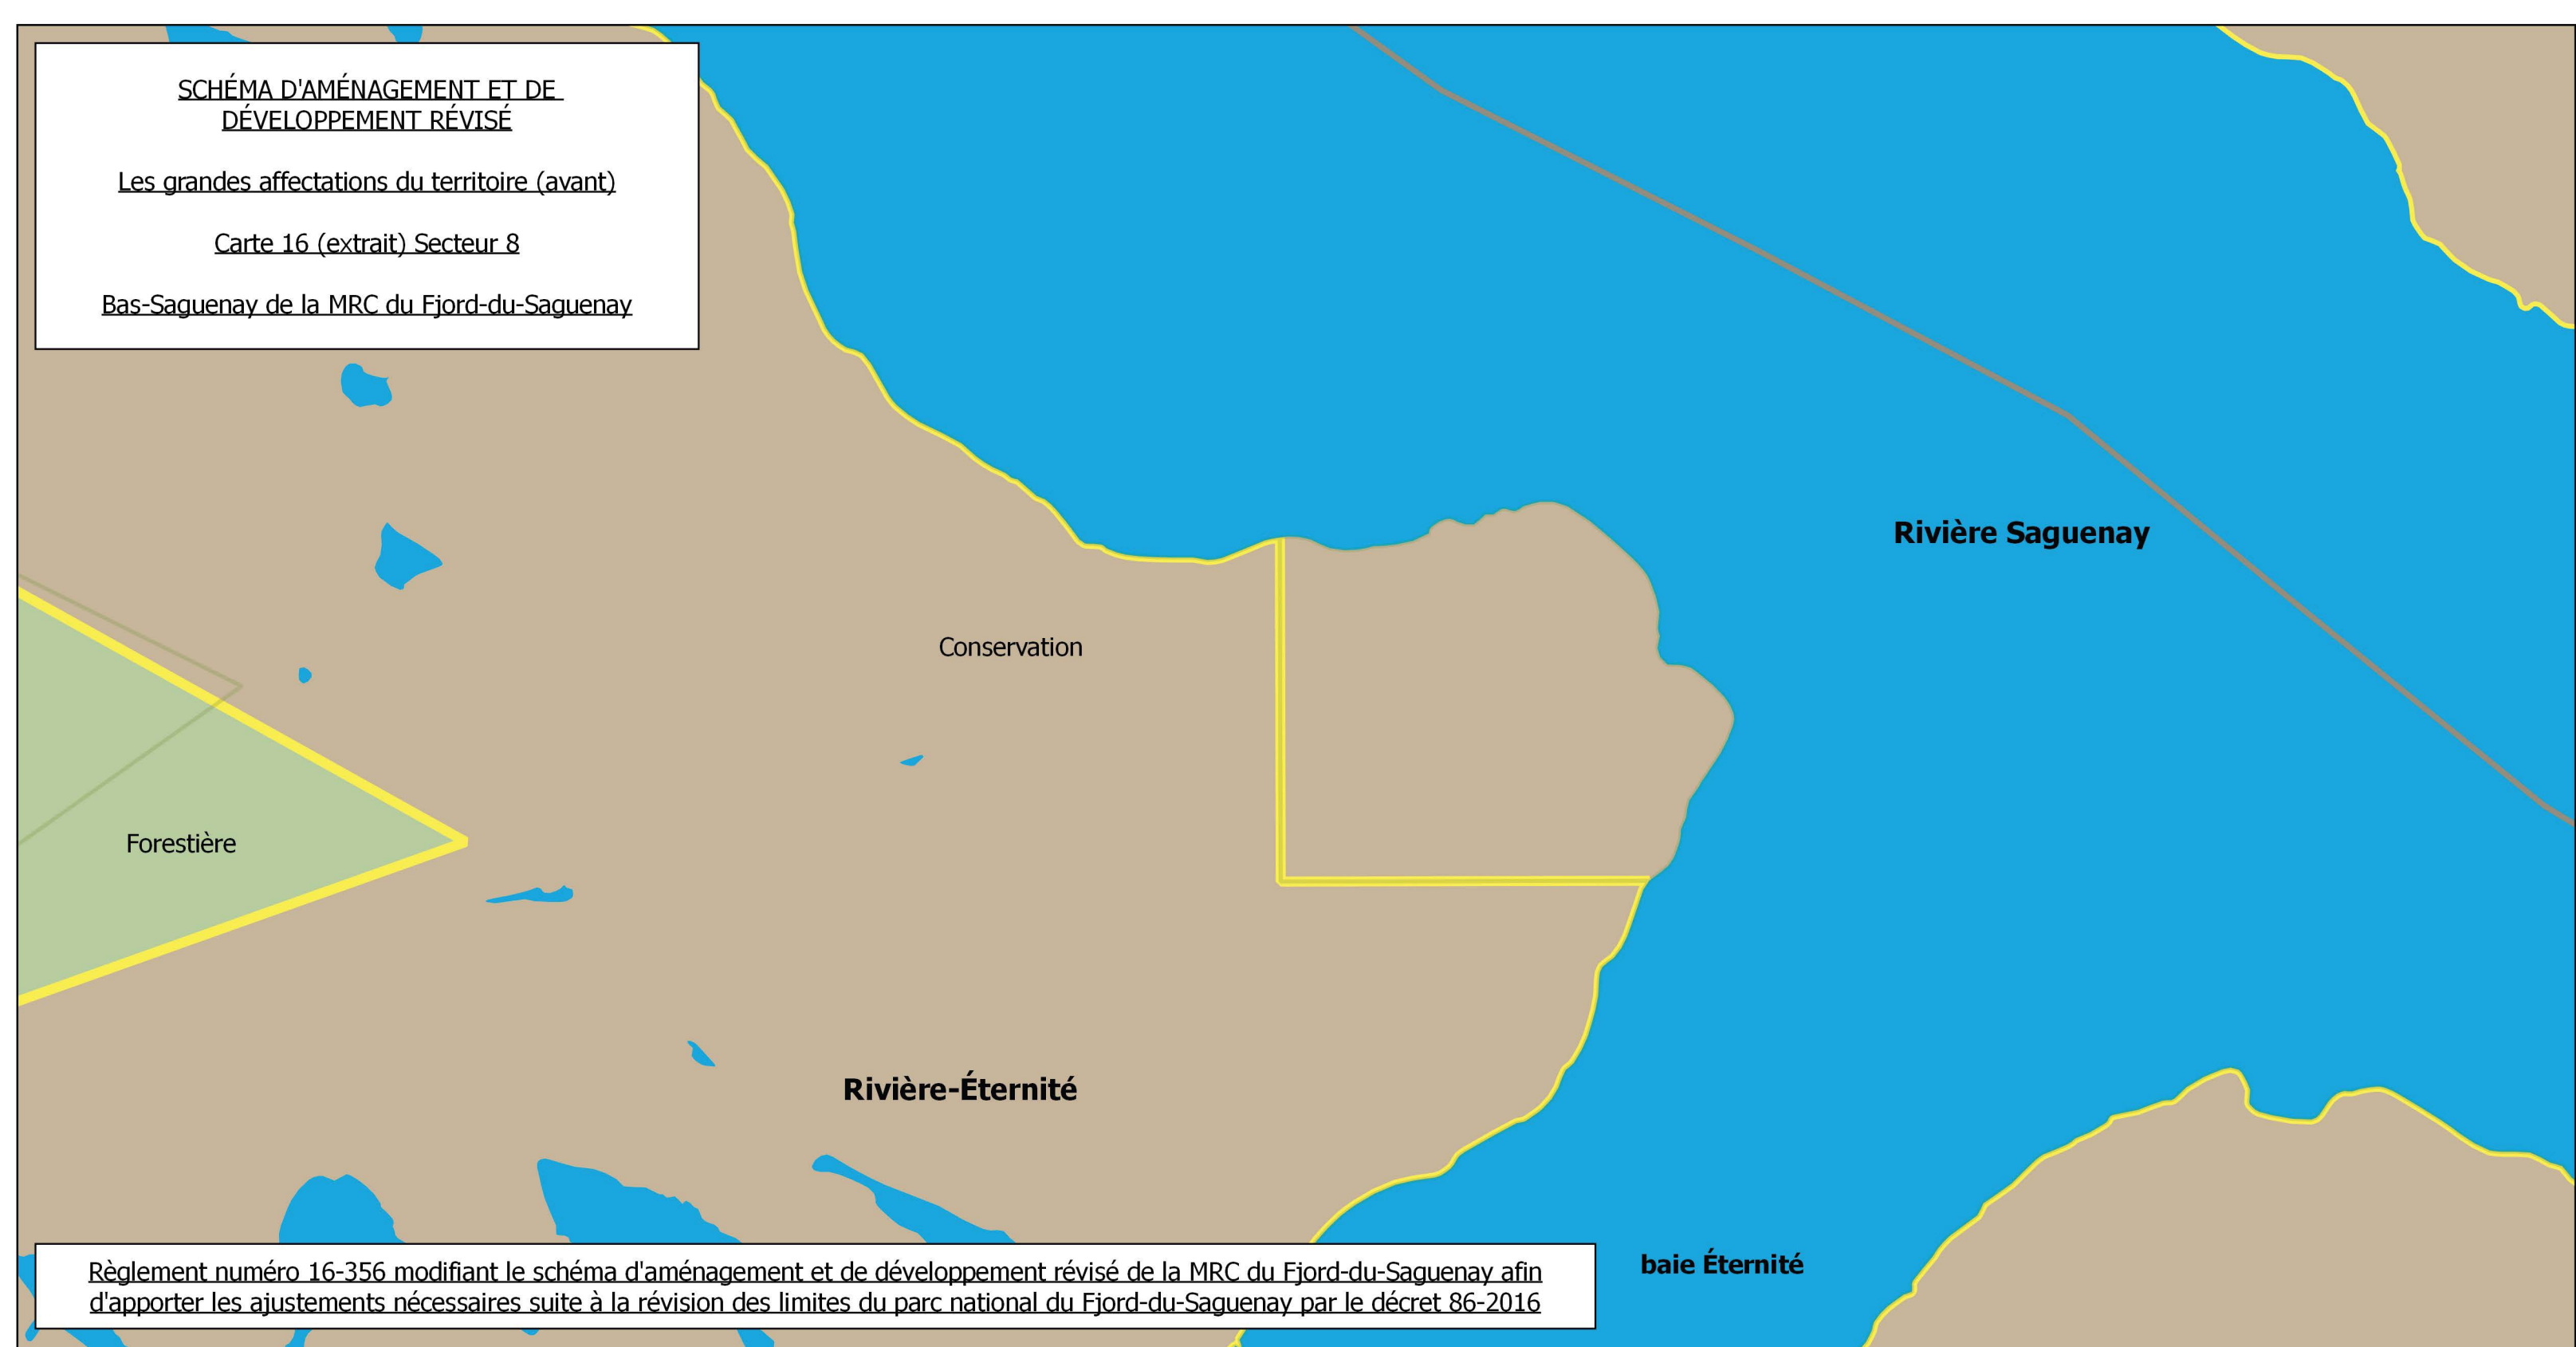 SCHÉMA D'AMÉNAGEMENT ET DE
DÉVELOPPEMENT RÉVISÉ
Les grandes affectations du territoire (avant)
Carte 16 (extrait) Secteur 8
Bas-Saguenay de la MRC du Fjord-du-Saguenay
Rivière Saguenay
Conservation
Forestière
Rivière-Éternité
baie Éternité
Règlement numéro 16-356 modifiant le schéma d'aménagement et de développement révisé de la MRC du Fjord-du-Saguenay afin
d'apporter les ajustements nécessaires suite à la révision des limites du parc national du Fjord-du-Saguenay par le décret 86-2016